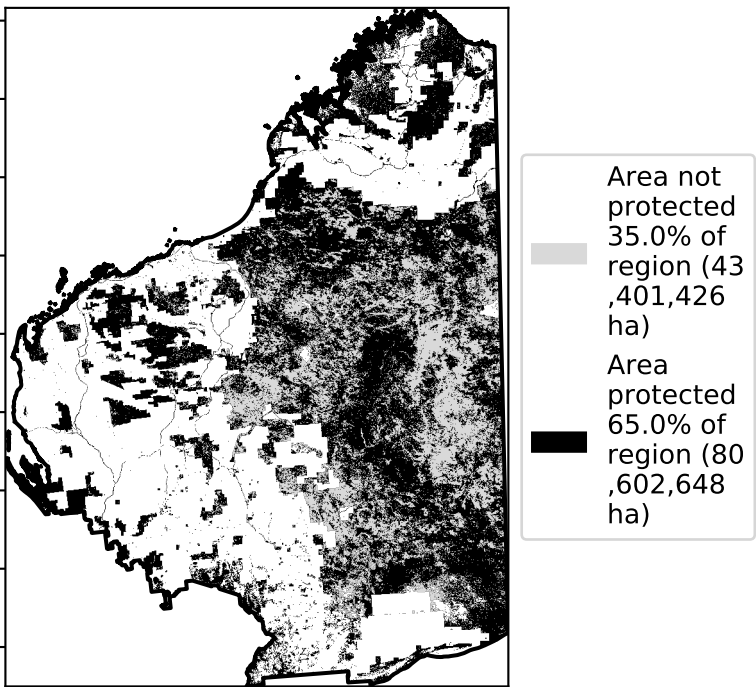 Area not
protected
35.0% of
region (43
,401,426
ha)
Area
protected
65.0% of
region (80
,602,648
ha)